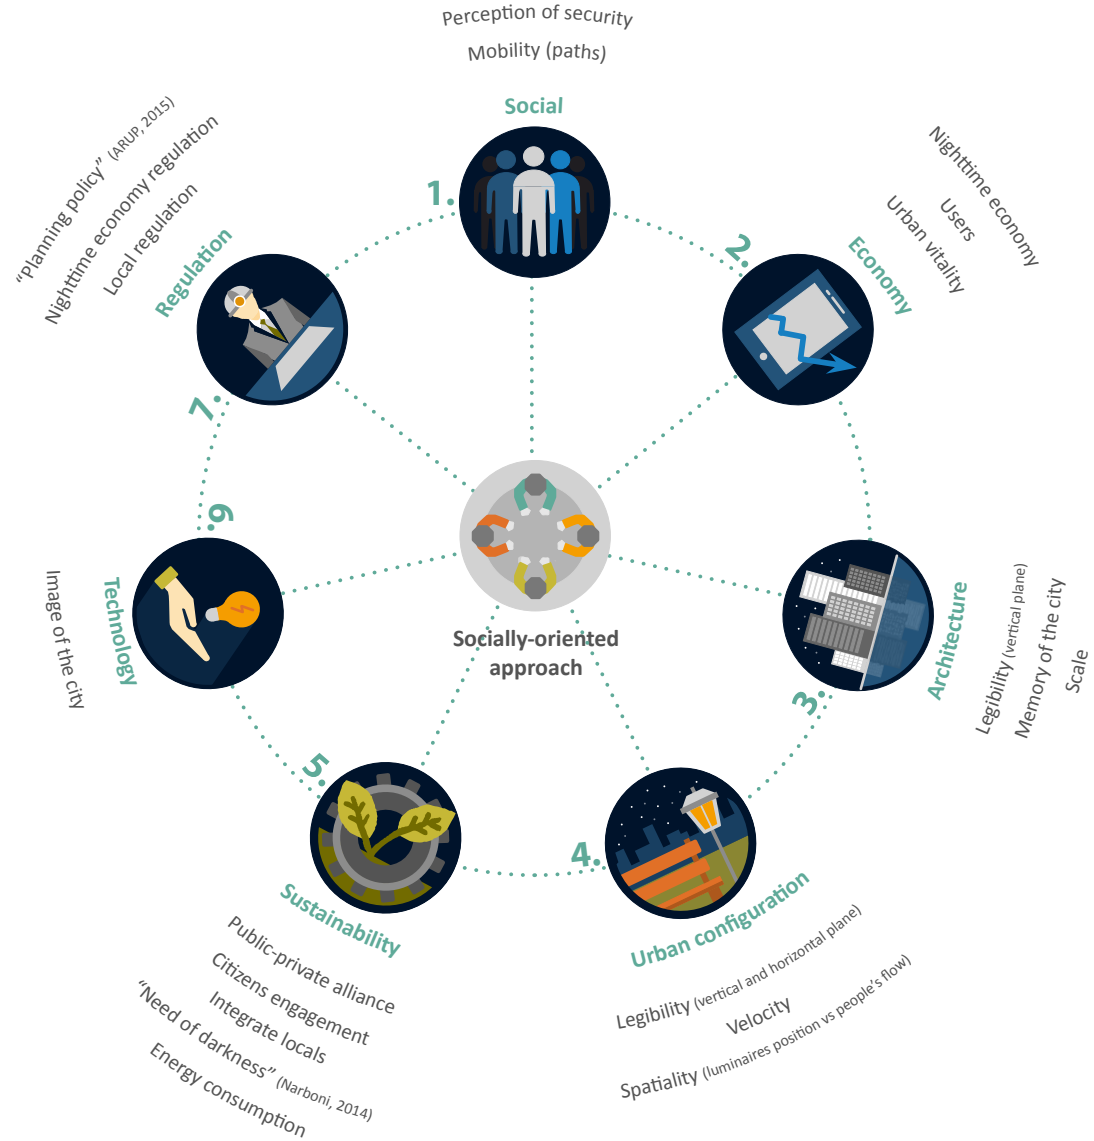 Perception of security
Mobility (paths)
Social
1.
Nighttime economy
Users
Urban vitality
Economy
2.
Architecture
3.
Legibility (vertical plane)
Memory of the city
Scale
Urban configuration
4.
Legibility (vertical and horizontal plane)
Velocity
Spatiality (luminaires position vs people's flow)
Sustainability
5.
Public-private alliance
Citizens engagement
Integrate locals
“Need of darkness” (Narboni, 2014)
Energy consumption
Technology
6.
Image of the city
Regulation
7.
“Planning policy” (ARUP, 2015)
Nighttime economy regulation
Local regulation
Socially-oriented
approach